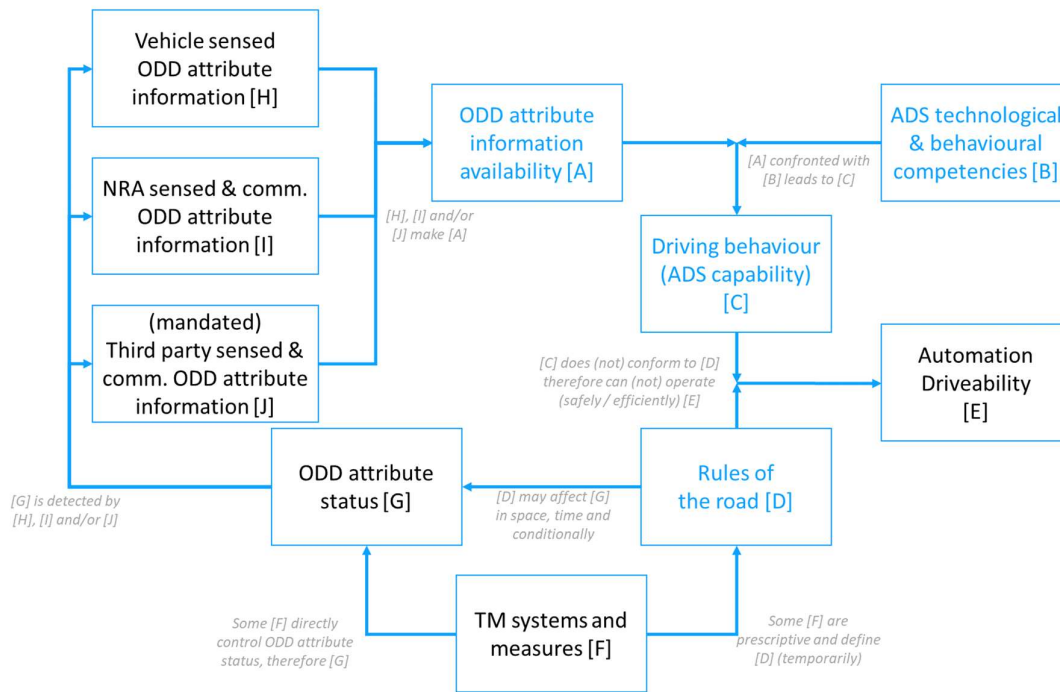 Vehicle sensed
ODD attribute
information [H]
NRA sensed & comm.
ODD attribute
information [I]
(mandated)
Third party sensed &
comm. ODD attribute
information [J]
[H], [I] and/or
[J] make [A]
ODD attribute
information
availability [A]
ADS technological
& behavioural
competencies [B]
[A] confronted with
[B] leads to [C]
Driving behaviour
(ADS capability)
[C]
[C] does (not) conform to [D]
therefore can (not) operate
(safely / efficiently) [E]
Automation
Driveability
[E]
[G] is detected by
[H], [I] and/or [J]
ODD attribute
status [G]
[D] may affect [G]
in space, time and
conditionally
Rules of
the road [D]
Some [F] directly
control ODD attribute
status, therefore [G]
TM systems and
measures [F]
Some [F] are
prescriptive and define
[D] (temporarily)